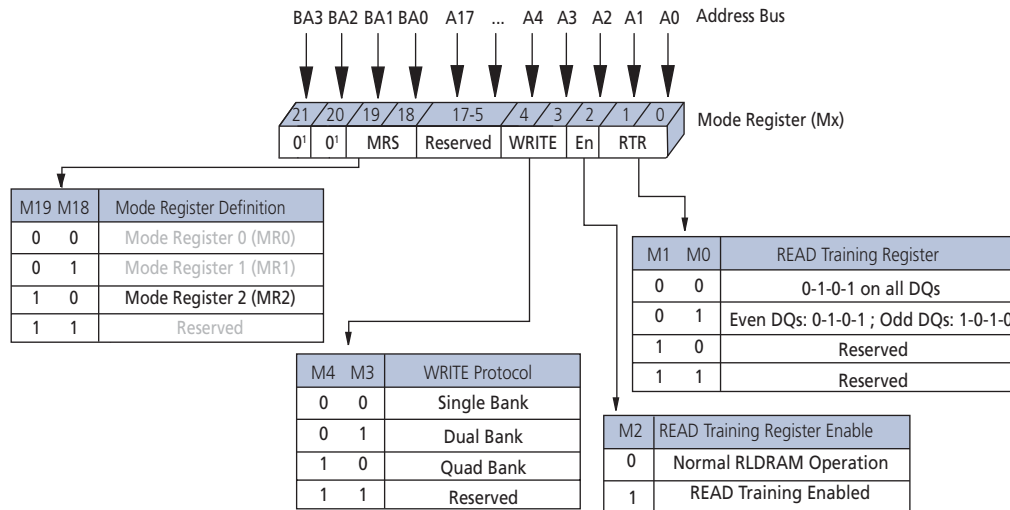 BA3 BA2 BA1 BA0 A17 ... A4 A3 A2 A1 A0 Address Bus
21 20 19 18 17-5 4 3 2 1 0 Mode Register (Mx)
0¹ 0¹ MRS Reserved WRITE En RTR
M19 M18 Mode Register Definition
0 0 Mode Register 0 (MR0)
0 1 Mode Register 1 (MR1)
1 0 Mode Register 2 (MR2)
1 1 Reserved
M1 M0 READ Training Register
0 0 0-1-0-1 on all DQs
0 1 Even DQs: 0-1-0-1 ; Odd DQs: 1-0-1-0
1 0 Reserved
1 1 Reserved
M4 M3 WRITE Protocol
0 0 Single Bank
0 1 Dual Bank
1 0 Quad Bank
1 1 Reserved
M2 READ Training Register Enable
0 Normal RLDRAM Operation
1 READ Training Enabled